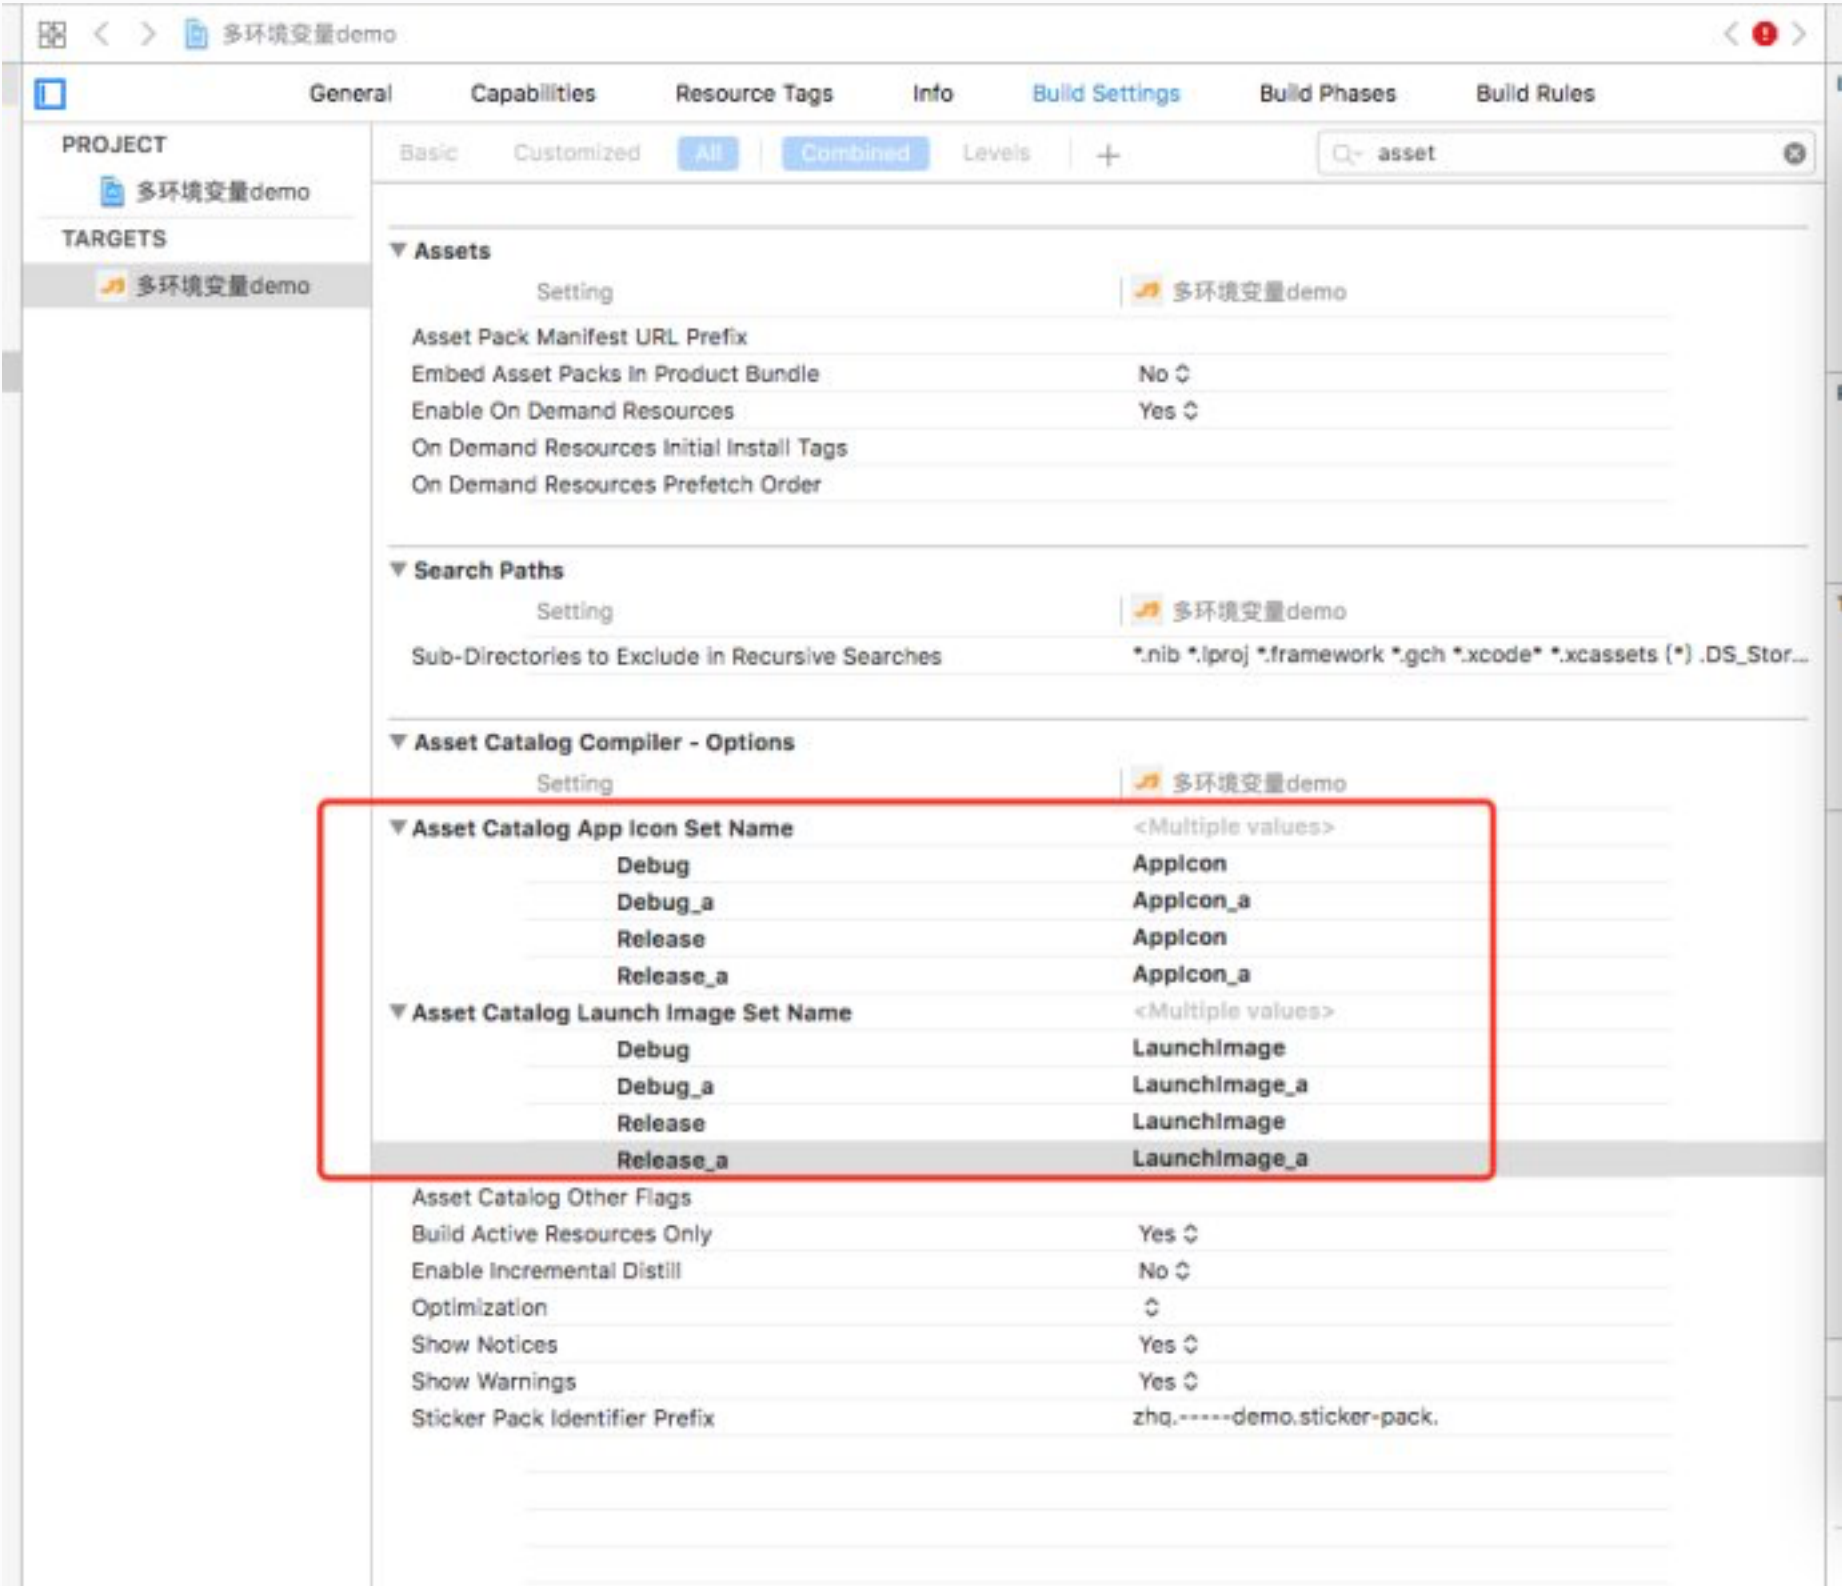 多环境变量demo
General Capabilities Resource Tags Info Build Settings Build Phases Build Rules
PROJECT
多环境变量demo
TARGETS
多环境变量demo
Basic Customized All Combined Levels + asset
Assets
Setting 多环境变量demo
Asset Pack Manifest URL Prefix
Embed Asset Packs In Product Bundle No
Enable On Demand Resources Yes
On Demand Resources Initial Install Tags
On Demand Resources Prefetch Order
Search Paths
Setting 多环境变量demo
Sub-Directories to Exclude in Recursive Searches *.nib *.lproj *.framework *.gch *.xcode* *.xcassets (*) .DS_Stor...
Asset Catalog Compiler - Options
Setting 多环境变量demo
Asset Catalog App Icon Set Name <Multiple values>
Debug AppIcon
Debug_a AppIcon_a
Release AppIcon
Release_a AppIcon_a
Asset Catalog Launch Image Set Name <Multiple values>
Debug LaunchImage
Debug_a LaunchImage_a
Release LaunchImage
Release_a LaunchImage_a
Asset Catalog Other Flags
Build Active Resources Only Yes
Enable Incremental Distill No
Optimization
Show Notices Yes
Show Warnings Yes
Sticker Pack Identifier Prefix zhq.-----demo.sticker-pack.